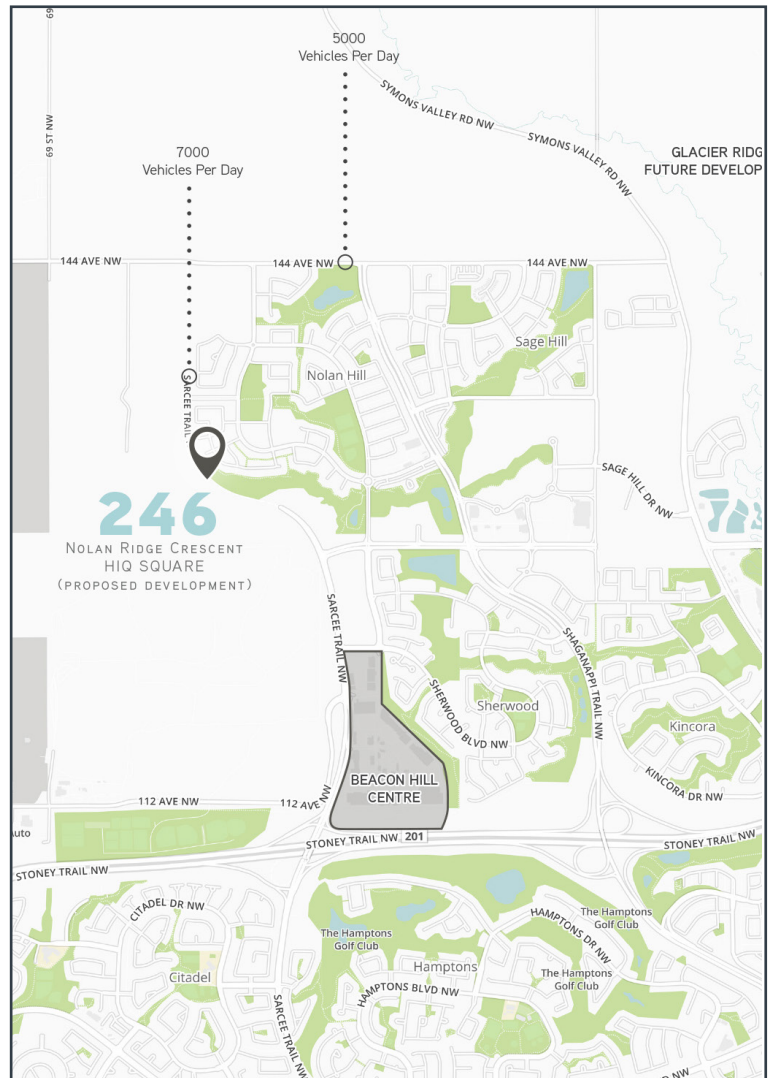 69
5000
Vehicles Per Day
SYMONS VALLEY RD NW
SYMONS VALLEY RD NW
69 ST NW
7000
Vehicles Per Day
GLACIER RIDG
FUTURE DEVELOP
144 AVE NW
144 AVE NW
144 AVE NW
Sage Hill
Nolan Hill
SARCEE TRAIL
SAGE HILL DR NW
246
NOLAN RIDGE CRESCENT
HIQ SQUARE
(PROPOSED DEVELOPMENT)
SARCEE TRAIL NW
SHAGANAPPI TRAIL NW
SHERWOOD BLVD NW
Sherwood
Kincora
KINCORA DR NW
BEACON HILL
CENTRE
112 AVE NW
112 AVE NW
uto
STONEY TRAIL NW 201
STONEY TRAIL NW
STONEY TRAIL NW
CITADEL DR NW
The Hamptons
Golf Club
HAMPTONS DR NW
The Hamptons
Golf Club
Citadel
Hamptons
The Hamptons
Golf Club
HAMPTONS BLVD NW
SARCEE TRAIL NW
NW